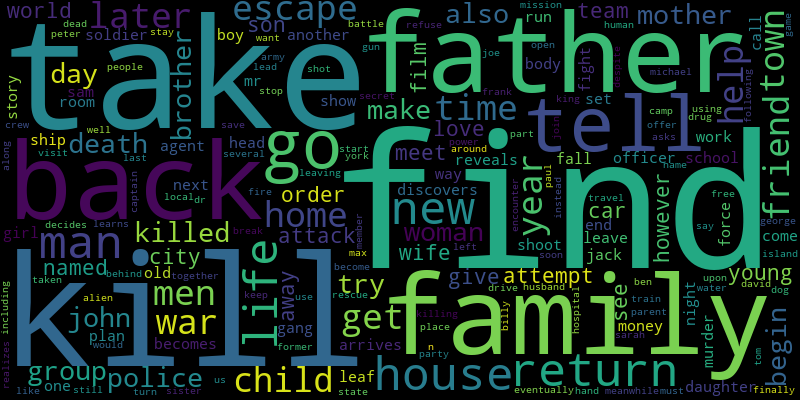 world
later
escape
also
mother
team
run
mission
human
take
father
find
back
kill
family
dead
peter
stay
soldier
son
another
boy
battle
refuse
gun
joe
want
army
lead
people
shot
stop
open
call
game
despite
michael
day
sam
room
brother
mr
show
story
film
body
fight
secret
frank
king
camp
using
drug
following
help
town
friend
crew
ship
well
save
make
time
set
join
offer
asks
work
death
agent
head
go
love
part
tell
along
visit
last
several
start
york
meet
reveals
power
around
way
fall
officer
school
next
fire
leaving
order
new
year
discovers
paul
name
local
dr
captain
girl
decides
learns
break
home
woman
car
end
travel
free
george
say
island
man
killed
attack
member
left
wife
shoot
leave
jack
encounter
instead
however
force
come
city
named
old
life
behind
together
become
max
soon
give
attempt
see
upon
david
dog
young
taken
alien
men
away
keep
use
rescue
try
get
drive
husband
hospital
ben
train
parent
water
night
money
including
john
war
plan
would
becomes
gang
former
arrives
killing
place
n
billy
sarah
party
murder
tom
begin
realizes
group
one
police
us
child
leaf
house
return
daughter
like
still
turn
sister
state
eventually
hand
meanwhile
must
finally